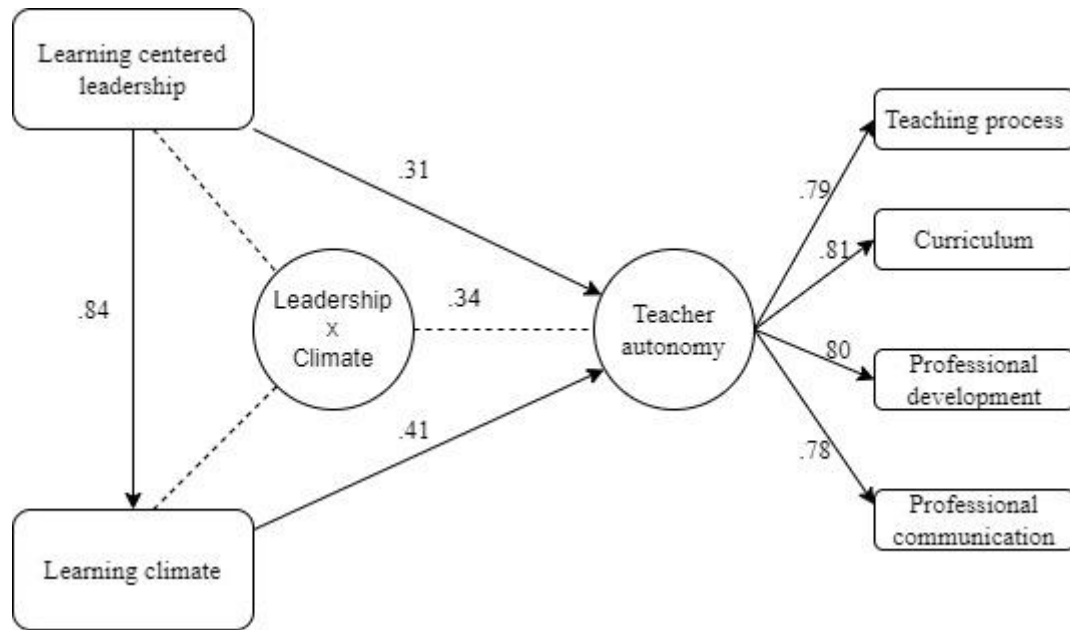 Learning centered
leadership
Teaching process
.31
.79
Curriculum
.81
Leadership
x
Climate
.34
Teacher
autonomy
.84
80
Professional
development
.41
.78
Professional
communication
Learning climate